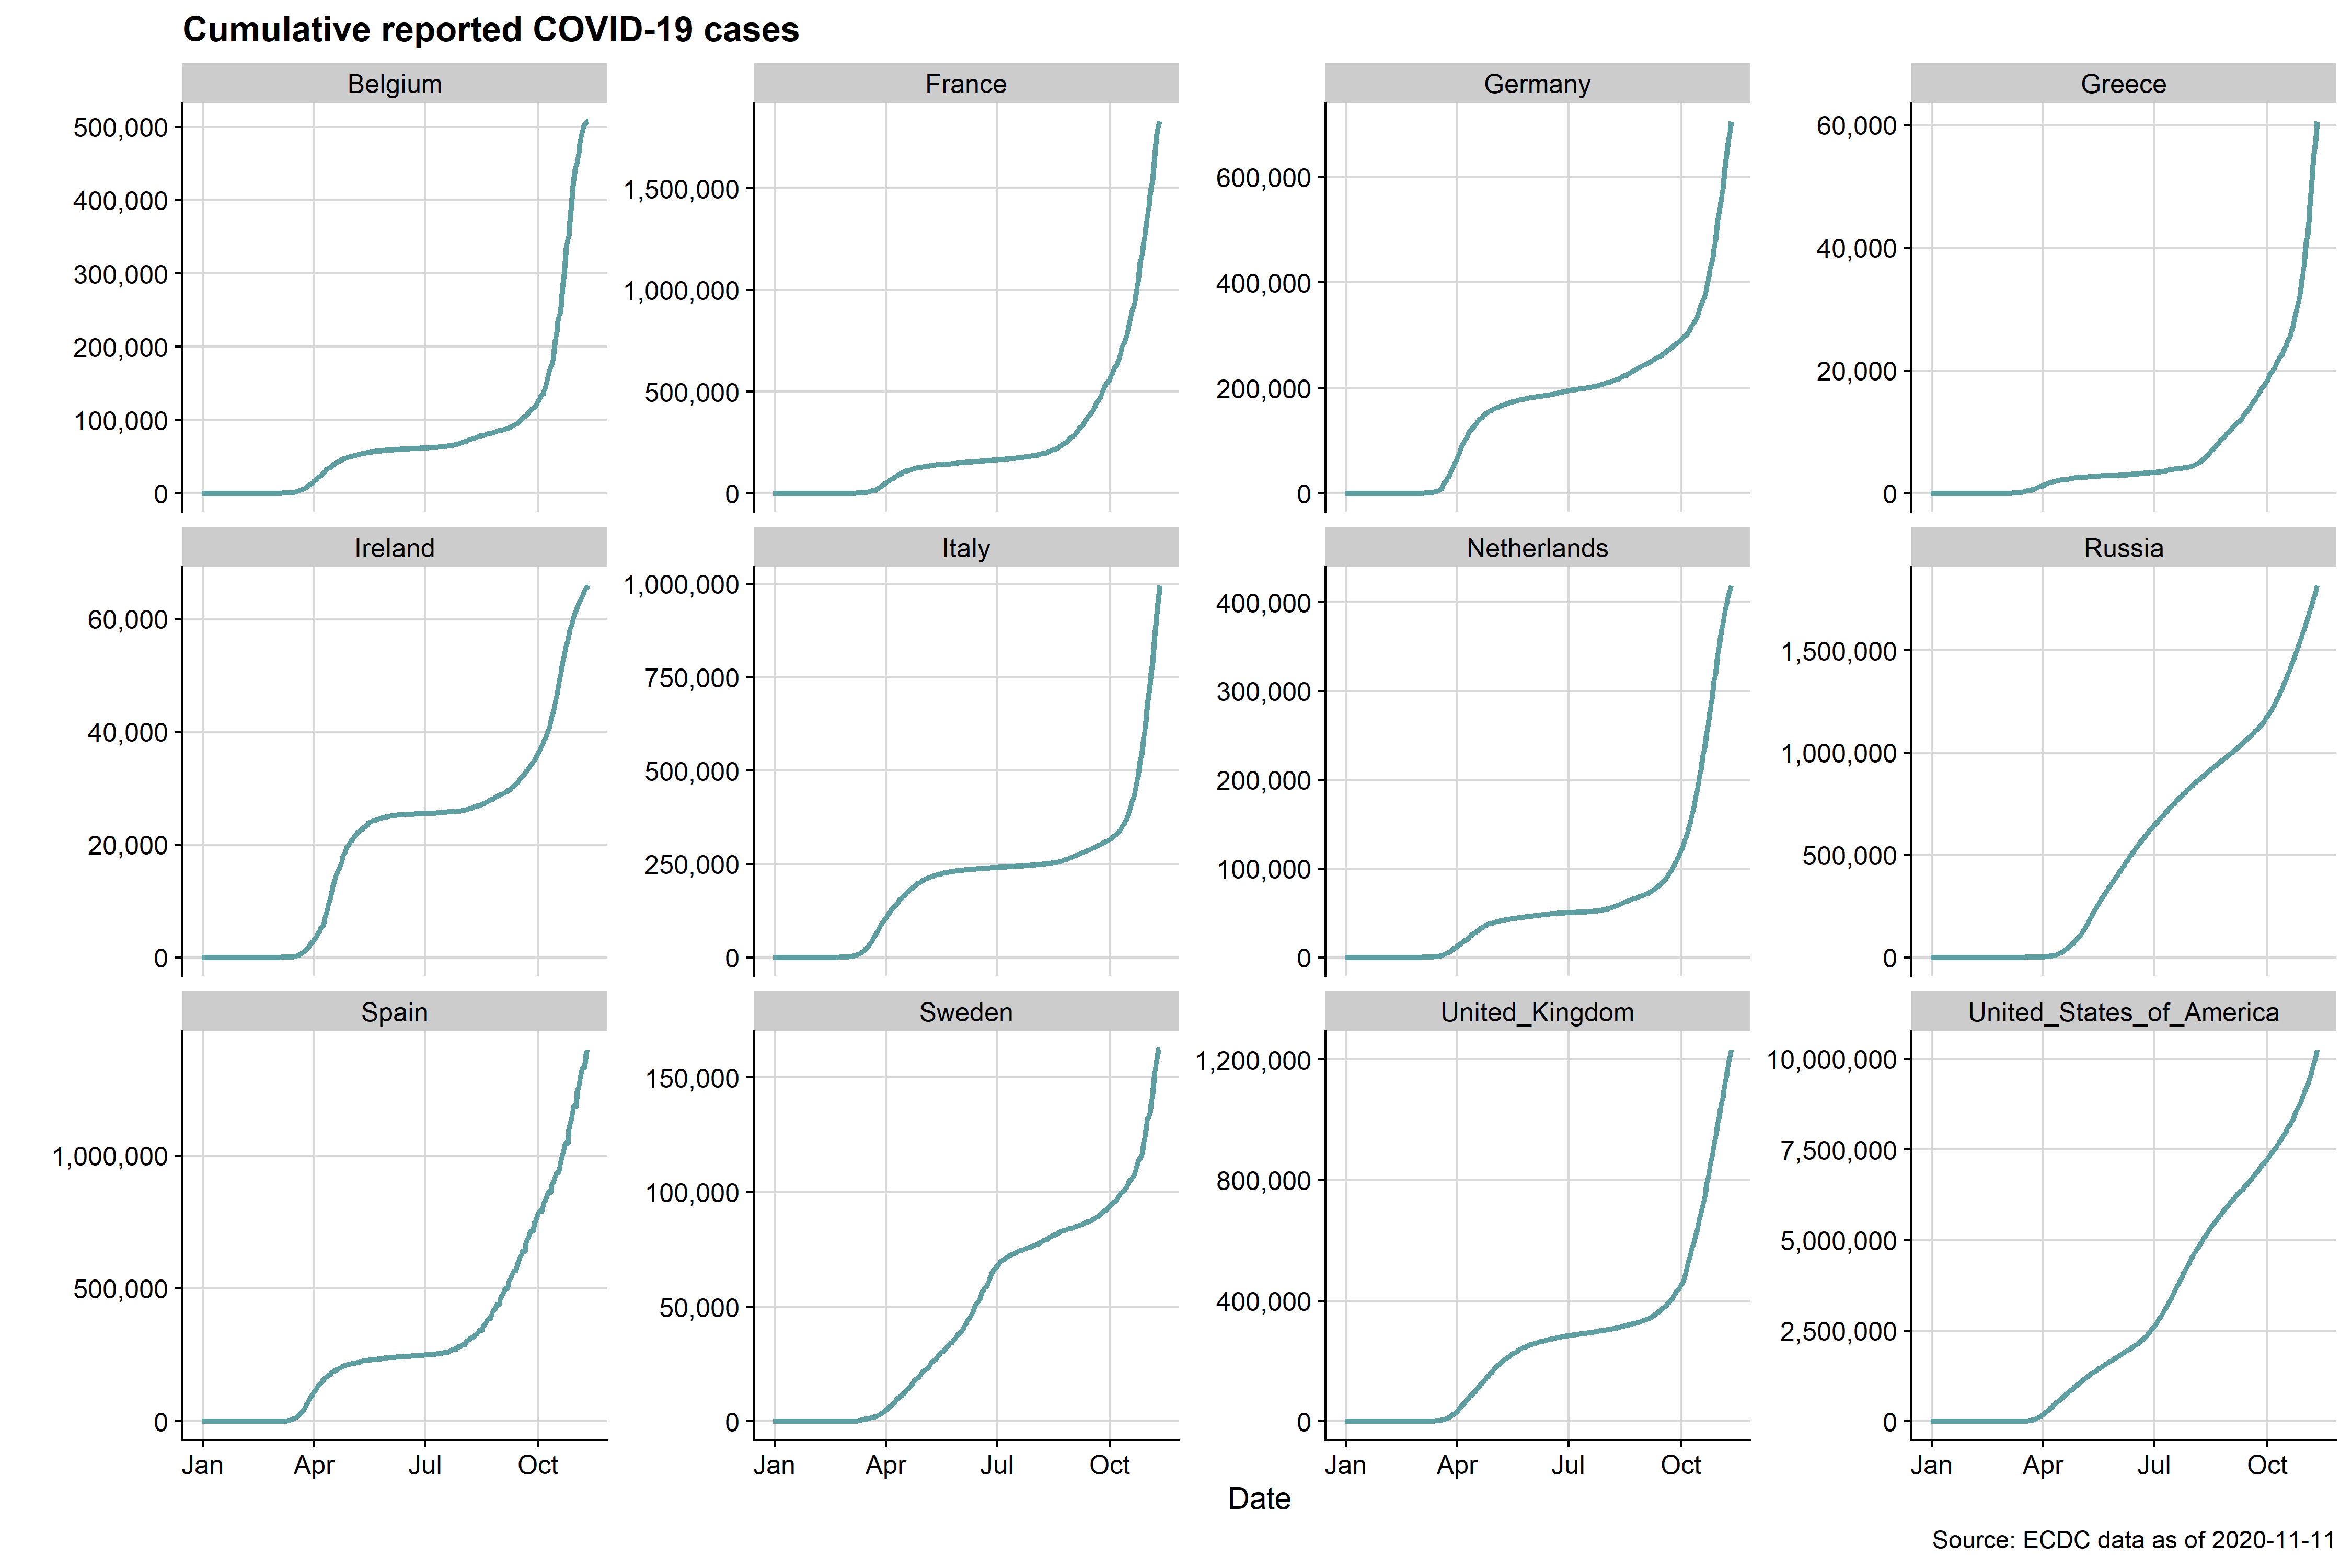 Cumulative reported COVID-19 cases
Belgium
France
Germany
Greece
500,000
400,000
300,000
200,000
100,000
0
1,500,000
1,000,000
500,000
0
600,000
400,000
200,000
0
60,000
40,000
20,000
0
Ireland
Italy
Netherlands
Russia
60,000
40,000
20,000
0
1,000,000
750,000
500,000
250,000
0
400,000
300,000
200,000
100,000
0
1,500,000
1,000,000
500,000
0
Spain
Sweden
United_Kingdom
United_States_of_America
1,000,000
500,000
0
150,000
100,000
50,000
0
1,200,000
800,000
400,000
0
10,000,000
7,500,000
5,000,000
2,500,000
0
Jan Apr Jul Oct
Jan Apr Jul Oct
Jan Apr Jul Oct
Jan Apr Jul Oct
Date
Source: ECDC data as of 2020-11-11